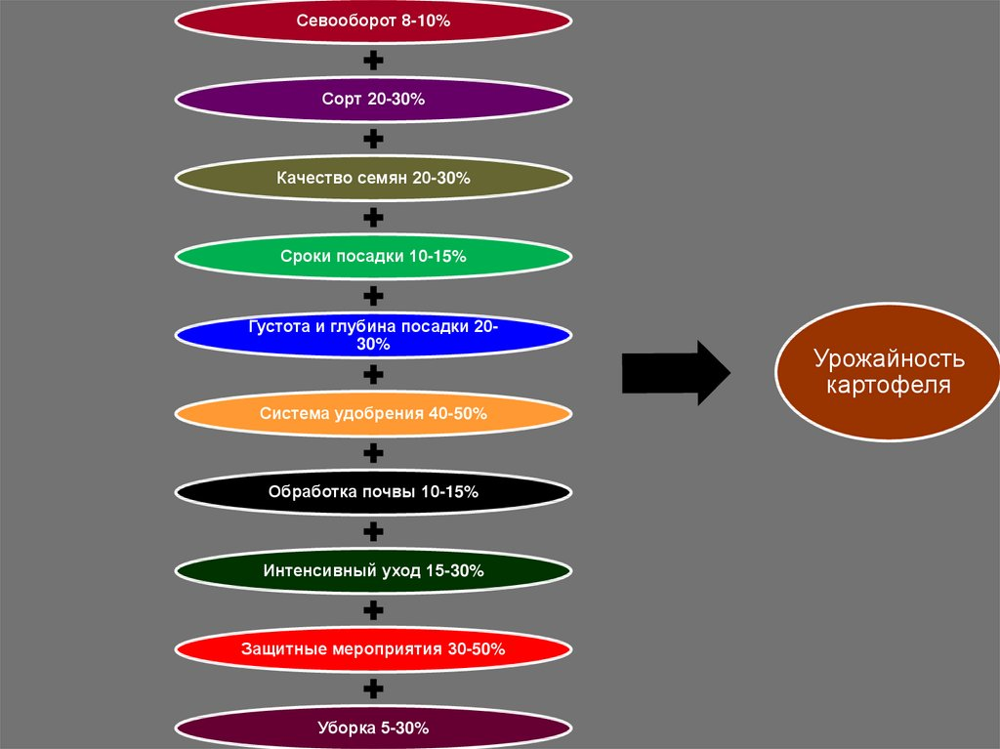 Севооборот 8-10%
Сорт 20-30%
Качество семян 20-30%
Сроки посадки 10-15%
Густота и глубина посадки 20-
30%
Система удобрения 40-50%
Обработка почвы 10-15%
Интенсивный уход 15-30%
Защитные мероприятия 30-50%
Уборка 5-30%
Урожайность
картофеля